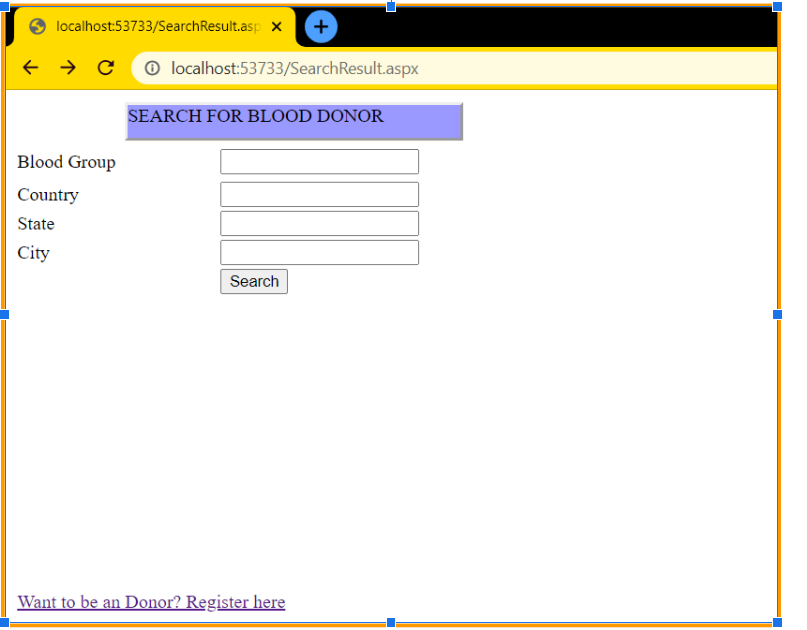 localhost:53733/SearchResult.asp
localhost:53733/SearchResult.aspx
SEARCH FOR BLOOD DONOR
Blood Group
Country
State
City
Search
Want to be an Donor? Register here